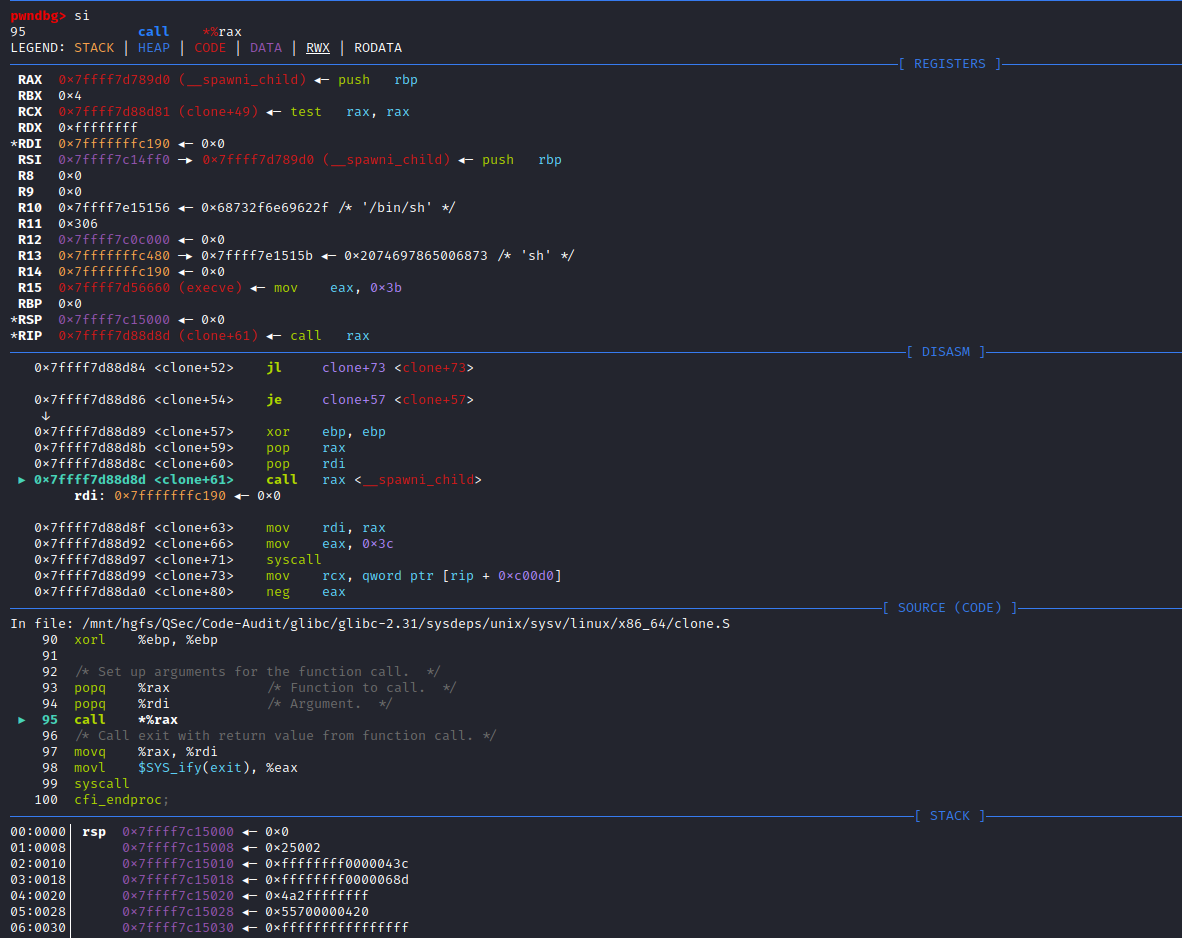 pwndbg> si
95 call *%rax
LEGEND: STACK | HEAP | CODE | DATA | RWX | RODATA
[ REGISTERS ]
RAX 0×7ffff7d789d0 (__spawni_child) ◂— push rbp
RBX 0×4
RCX 0×7ffff7d88d81 (clone+49) ◂— test rax, rax
RDX 0×ffffffff
*RDI 0×7fffffffc190 ◂— 0×0
RSI 0×7ffff7c14ff0 —▸ 0×7ffff7d789d0 (__spawni_child) ◂— push rbp
R8 0×0
R9 0×0
R10 0×7ffff7e15156 ◂— 0×68732f6e69622f /* '/bin/sh' */
R11 0×306
R12 0×7ffff7c0c000 ◂— 0×0
R13 0×7fffffffc480 —▸ 0×7ffff7e1515b ◂— 0×2074697865006873 /* 'sh' */
R14 0×7fffffffc190 ◂— 0×0
R15 0×7ffff7d56660 (execve) ◂— mov eax, 0×3b
RBP 0×0
*RSP 0×7ffff7c15000 ◂— 0×0
*RIP 0×7ffff7d88d8d (clone+61) ◂— call rax
[ DISASM ]
0×7ffff7d88d84 <clone+52> jl clone+73 <clone+73>
0×7ffff7d88d86 <clone+54> je clone+57 <clone+57>
↓
0×7ffff7d88d89 <clone+57> xor ebp, ebp
0×7ffff7d88d8b <clone+59> pop rax
0×7ffff7d88d8c <clone+60> pop rdi
► 0×7ffff7d88d8d <clone+61> call rax <__spawni_child>
rdi: 0×7fffffffc190 ◂— 0×0
0×7ffff7d88d8f <clone+63> mov rdi, rax
0×7ffff7d88d92 <clone+66> mov eax, 0×3c
0×7ffff7d88d97 <clone+71> syscall
0×7ffff7d88d99 <clone+73> mov rcx, qword ptr [rip + 0×c00d0]
0×7ffff7d88da0 <clone+80> neg eax
[ SOURCE (CODE) ]
In file: /mnt/hgfs/QSec/Code-Audit/glibc/glibc-2.31/sysdeps/unix/sysv/linux/x86_64/clone.S
90 xorl %ebp, %ebp
91
92 /* Set up arguments for the function call. */
93 popq %rax /* Function to call. */
94 popq %rdi /* Argument. */
► 95 call *%rax
96 /* Call exit with return value from function call. */
97 movq %rax, %rdi
98 movl $SYS_ify(exit), %eax
99 syscall
100 cfi_endproc;
[ STACK ]
00:0000│ rsp 0×7ffff7c15000 ◂— 0×0
01:0008│ 0×7ffff7c15008 ◂— 0×25002
02:0010│ 0×7ffff7c15010 ◂— 0×ffffffff0000043c
03:0018│ 0×7ffff7c15018 ◂— 0×ffffffff0000068d
04:0020│ 0×7ffff7c15020 ◂— 0×4a2ffffffff
05:0028│ 0×7ffff7c15028 ◂— 0×55700000420
06:0030│ 0×7ffff7c15030 ◂— 0×ffffffffffffffff